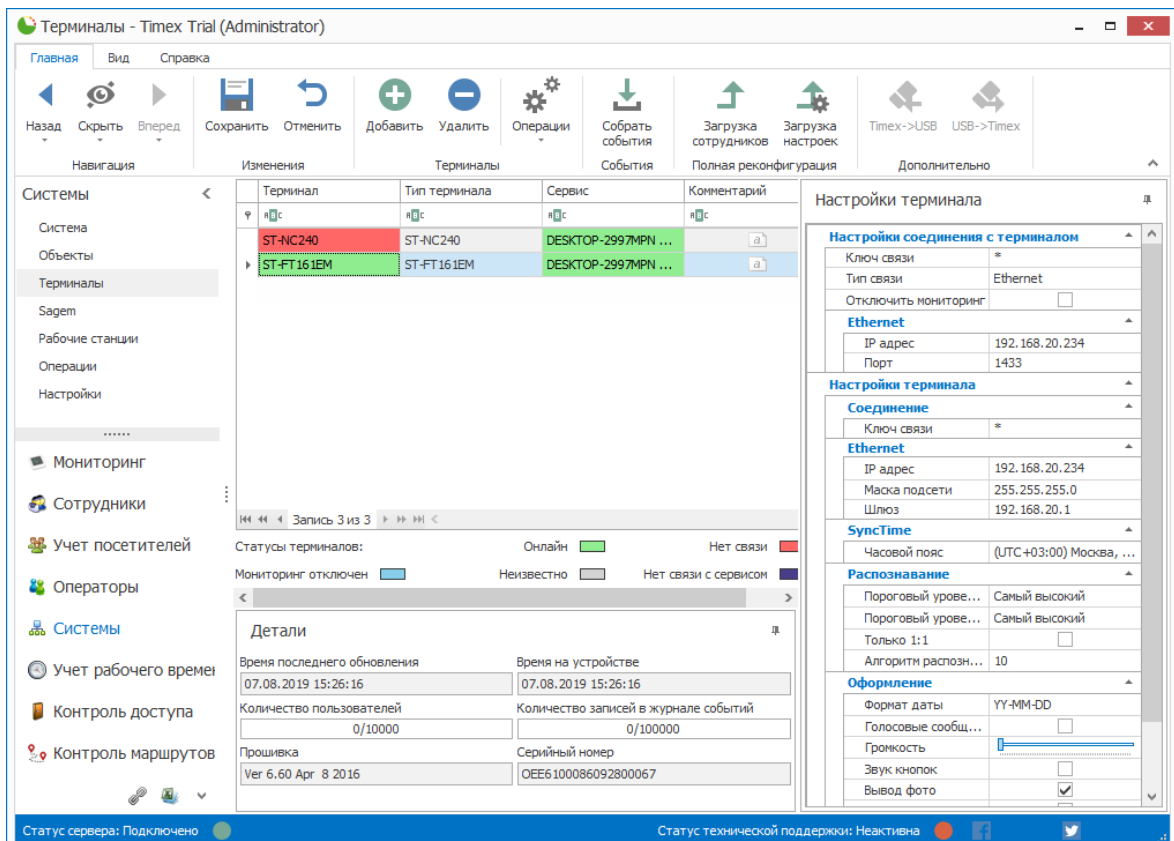 Терминалы - Timex Trial (Administrator)
Главная Вид Справка
Назад Скрыть Вперед Сохранить Отменить Добавить Удалить Операции Собрать события Загрузка сотрудников Загрузка настроек Timex->USB USB->Timex
Навигация Изменения Терминалы События Полная реконфигурация Дополнительно
Системы
Система
Объекты
Терминалы
Sagem
Рабочие станции
Операции
Настройки
Мониторинг
Сотрудники
Учет посетителей
Операторы
Системы
Учет рабочего времен
Контроль доступа
Контроль маршрутов
Терминал Тип терминала Сервис Комментарий
ST-NC240 ST-NC240 DESKTOP-2997MPN ...
ST-FT161EM ST-FT161EM DESKTOP-2997MPN ...
Запись 3 из 3
Статусы терминалов: Онлайн Нет связи
Мониторинг отключен Неизвестно Нет связи с сервисом
Детали
Время последнего обновления Время на устройстве
07.08.2019 15:26:16 07.08.2019 15:26:16
Количество пользователей Количество записей в журнале событий
0/10000 0/100000
Прошивка Серийный номер
Ver 6.60 Apr 8 2016 OEE6100086092800067
Настройки терминала
Настройки соединения с терминалом
Ключ связи *
Тип связи Ethernet
Отключить мониторинг
Ethernet
IP адрес 192.168.20.234
Порт 1433
Настройки терминала
Соединение
Ключ связи *
Ethernet
IP адрес 192.168.20.234
Маска подсети 255.255.255.0
Шлюз 192.168.20.1
SyncTime
Часовой пояс (UTC+03:00) Москва, ...
Распознавание
Пороговый урове... Самый высокий
Пороговый урове... Самый высокий
Только 1:1
Алгоритм распозн... 10
Оформление
Формат даты YY-MM-DD
Голосовые сообщ...
Громкость
Звук кнопок
Вывод фото
Статус сервера: Подключено Статус технической поддержки: Неактивна